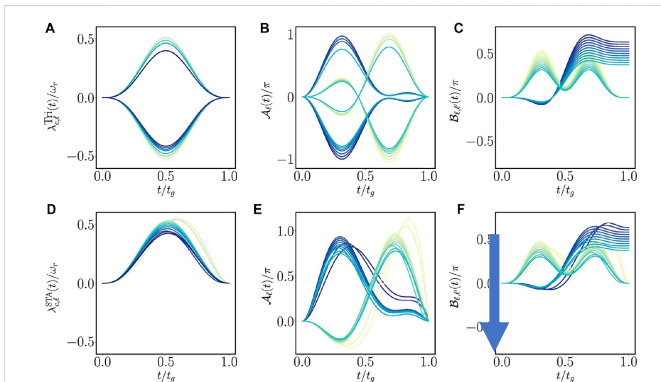 A
B
C
0.5
0.0
−0.5
λ_{c,ℓ}^{Tri}(t)/ω_r
0.0
0.5
1.0
t/t_g
1
0
−1
𝒜_ℓ(t)/π
0.0
0.5
1.0
t/t_g
0.5
0.0
−0.5
ℬ_{ℓ,ℓ'}(t)/π
0.0
0.5
1.0
t/t_g
D
E
F
0.5
0.0
−0.5
λ_{c,ℓ}^{STA}(t)/ω_r
0.0
0.5
1.0
t/t_g
1.0
0.5
0.0
𝒜_ℓ(t)/π
0.0
0.5
1.0
t/t_g
0.0
ℬ_{ℓ,ℓ'}(t)/π
0.0
0.5
1.0
t/t_g